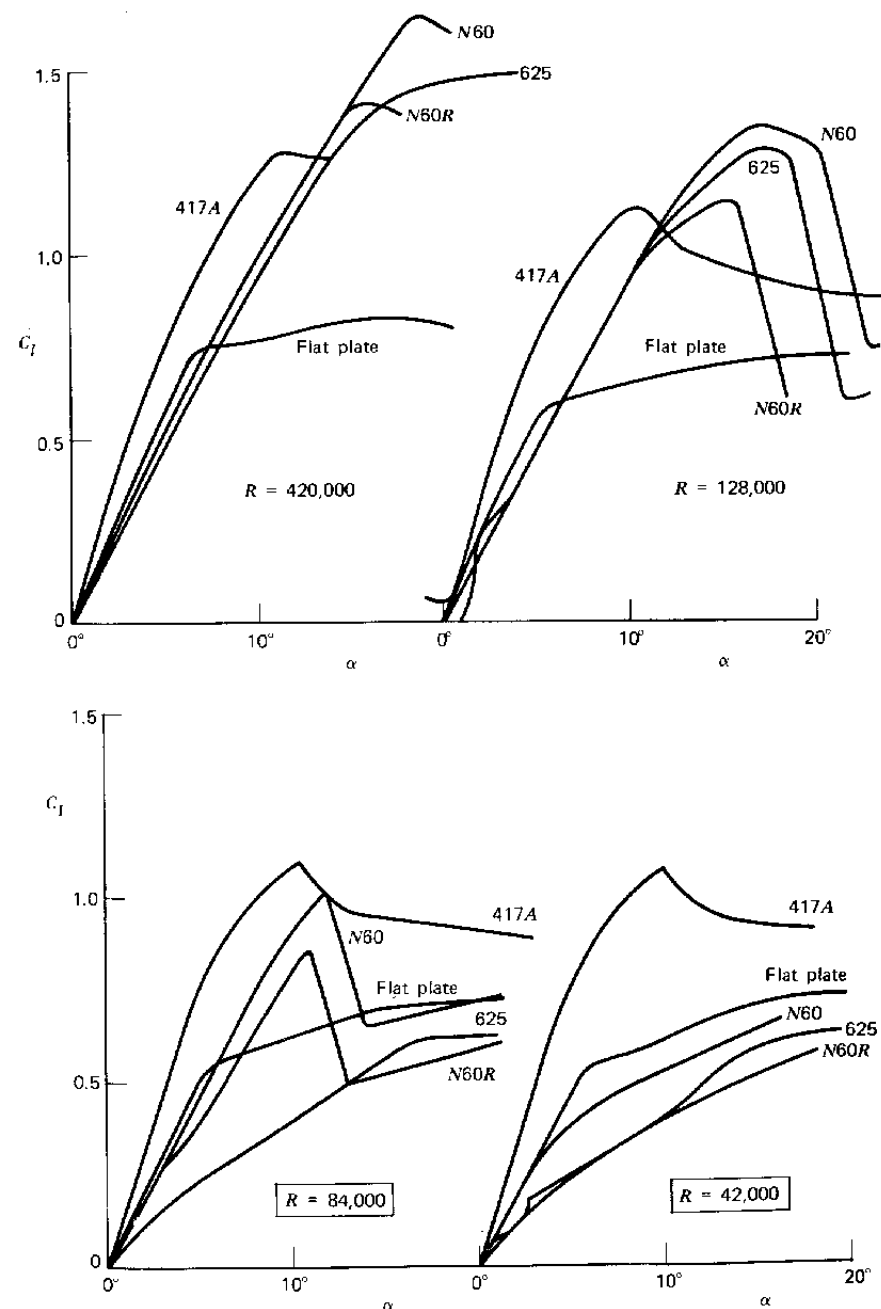 N60
1.5
625
N60R
N60
625
417A
1.0
417A
C_l
Flat plate
Flat plate
N60R
0.5
R = 420,000
R = 128,000
0
0°
10°
0°
10°
20°
α
α
1.5
C_I
1.0
417A
417A
N60
Flat plate
Flat plate
N60
625
625
N60R
0.5
N60R
R = 84,000
R = 42,000
0
0°
10°
0°
10°
20°
α
α